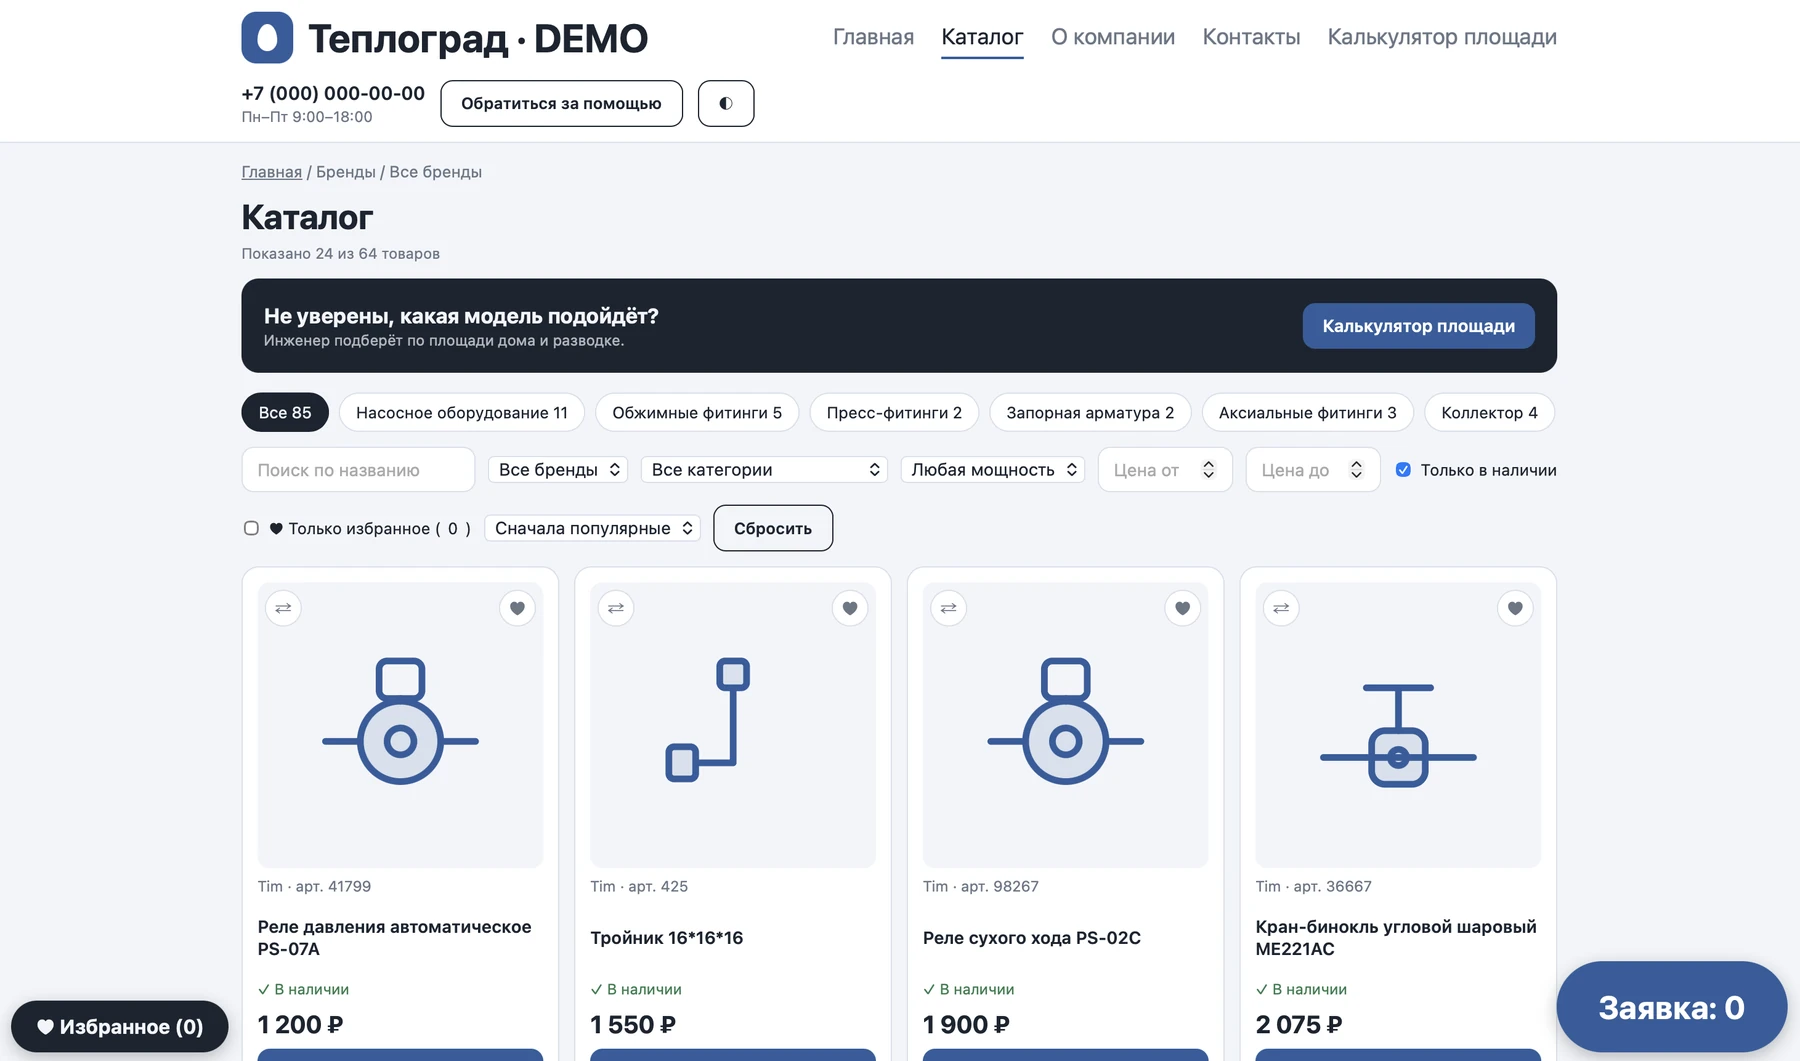 Теплоград · DEMO
Главная Каталог О компании Контакты Калькулятор площади
+7 (000) 000-00-00
Пн–Пт 9:00–18:00
Обратиться за помощью
Главная / Бренды / Все бренды
Каталог
Показано 24 из 64 товаров
Не уверены, какая модель подойдёт?
Инженер подберёт по площади дома и разводке.
Калькулятор площади
Все 85 Насосное оборудование 11 Обжимные фитинги 5 Пресс-фитинги 2 Запорная арматура 2 Аксиальные фитинги 3 Коллектор 4
Поиск по названию Все бренды Все категории Любая мощность Цена от Цена до Только в наличии
Только избранное ( 0 ) Сначала популярные Сбросить
Tim · арт. 41799
Реле давления автоматическое
PS-07A
✓ В наличии
1 200 ₽
Tim · арт. 425
Тройник 16*16*16
✓ В наличии
1 550 ₽
Tim · арт. 98267
Реле сухого хода PS-02C
✓ В наличии
1 900 ₽
Tim · арт. 36667
Кран-бинокль угловой шаровый
ME221AC
✓ В наличии
2 075 ₽
Избранное (0)
Заявка: 0